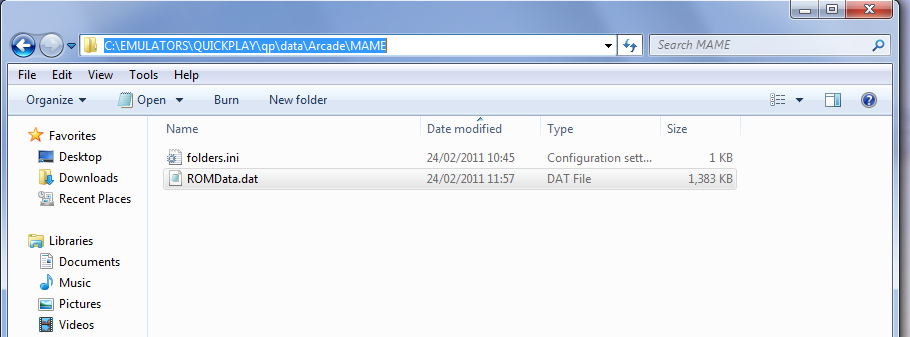 C:\EMULATORS\QUICKPLAY\qp\data\Arcade\MAME
Search MAME
File Edit View Tools Help
Organize Open Burn New folder
Favorites
Desktop
Downloads
Recent Places
Libraries
Documents
Music
Pictures
Videos
Name Date modified Type Size
folders.ini 24/02/2011 10:45 Configuration sett... 1 KB
ROMData.dat 24/02/2011 11:57 DAT File 1,383 KB